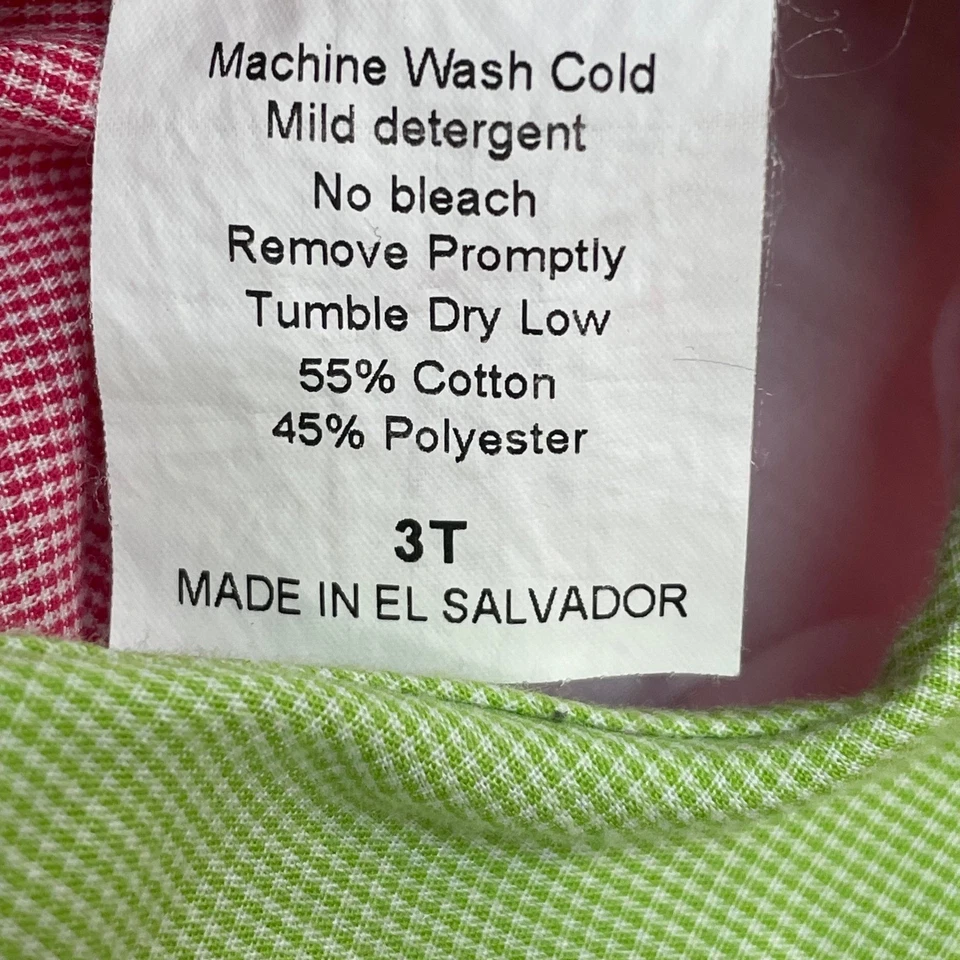 Machine Wash Cold
Mild detergent
No bleach
Remove Promptly
Tumble Dry Low
55% Cotton
45% Polyester
3T
MADE IN EL SALVADOR